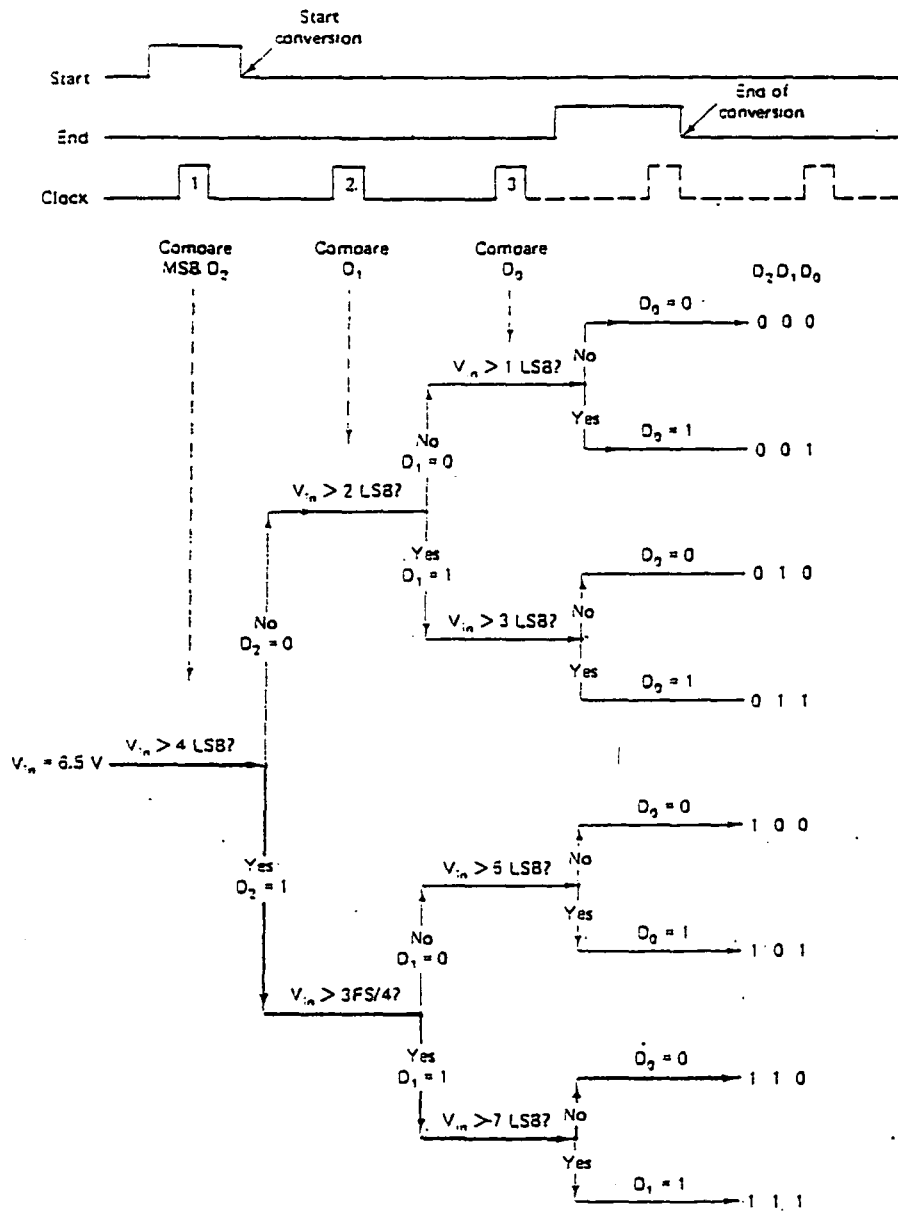 Start
conversion
Start
End of
conversion
End
1
2
3
Clock
Compare
MSB D₂
Compare
D₁
Compare
D₀
D₂D₁D₀
D₀ = 0
0 0 0
No
Vᵢₙ > 1 LSB?
Yes
D₀ = 1
0 0 1
No
D₁ = 0
Vᵢₙ > 2 LSB?
Yes
D₁ = 1
D₀ = 0
0 1 0
No
Vᵢₙ > 3 LSB?
No
D₂ = 0
Yes
D₀ = 1
0 1 1
Vᵢₙ > 4 LSB?
Vᵢₙ = 6.5 V
D₀ = 0
1 0 0
Yes
D₂ = 1
No
Vᵢₙ > 5 LSB?
Yes
No
D₁ = 0
D₀ = 1
1 0 1
Vᵢₙ > 3FS/4?
Yes
D₁ = 1
D₀ = 0
1 1 0
No
Vᵢₙ > 7 LSB?
Yes
D₁ = 1
1 1 1